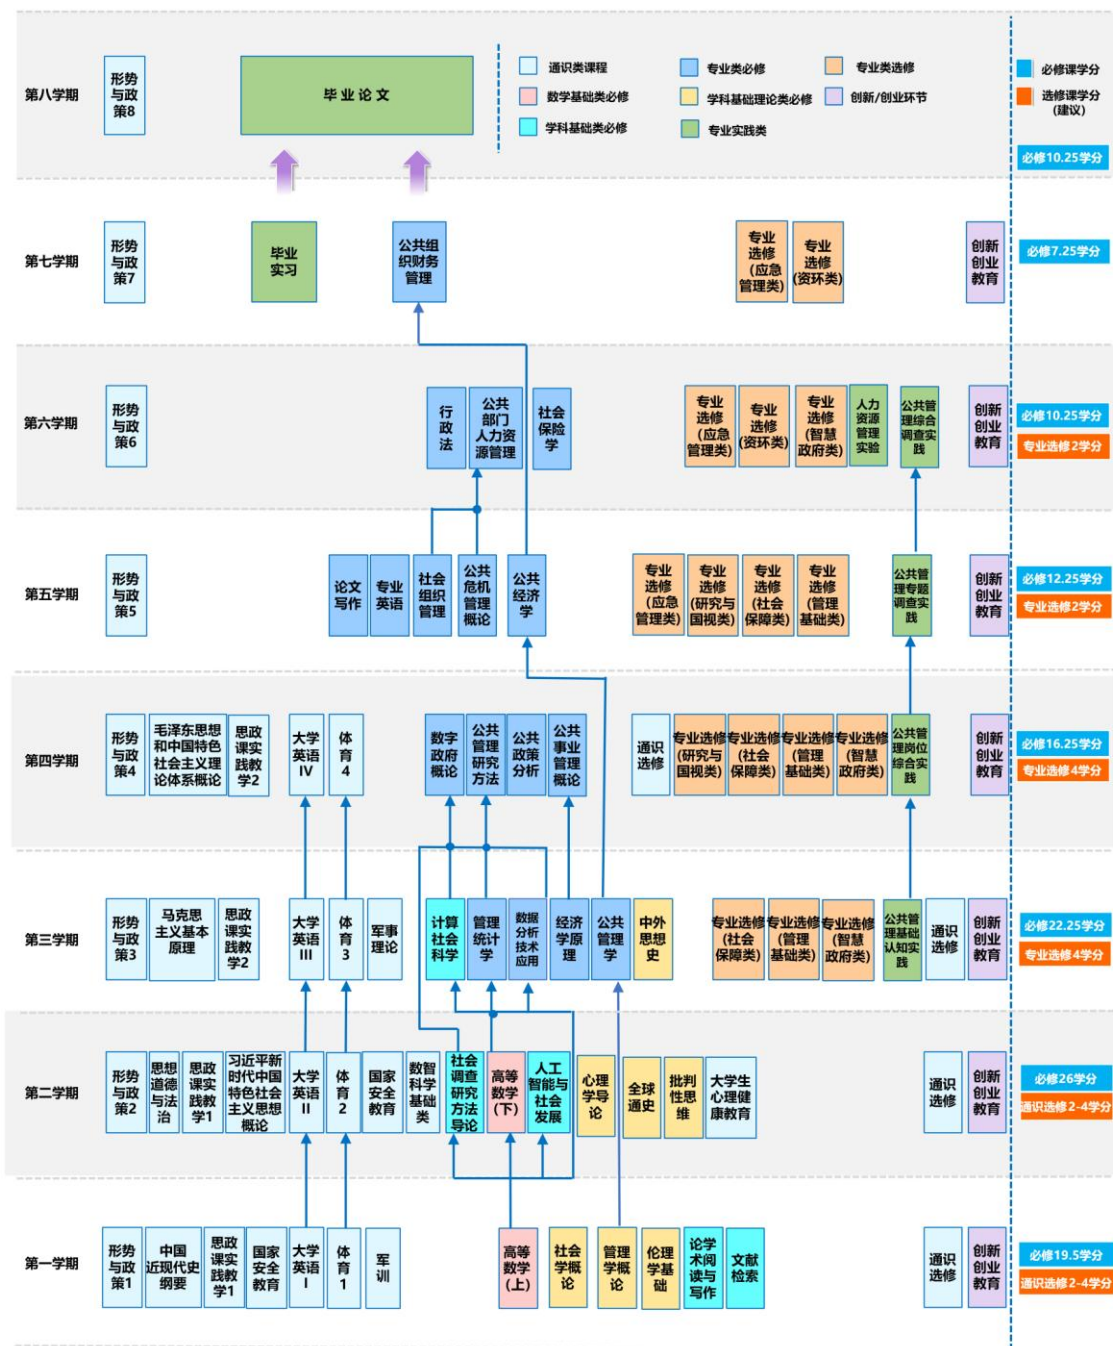 第八学期
形势
与政
策8
毕业论文
通识类课程
专业类必修
专业类选修
数学基础类必修
学科基础理论类必修
创新/创业环节
学科基础类必修
专业实践类
必修课学分
选修课学分
(建议)
必修10.25学分
第七学期
形势
与政
策7
毕业
实习
公共组
织财务
管理
专业
选修
(应急
管理类)
专业
选修
(资环类)
创新
创业
教育
必修7.25学分
第六学期
形势
与政
策6
行
政
法
公共
部门
人力资
源管理
社会
保险
学
专业
选修
(应急
管理类)
专业
选修
(资环类)
专业
选修
(智慧
政府类)
人力
资源
管理
实验
公共管
理综合
调查实
践
创新
创业
教育
必修10.25学分
专业选修2学分
第五学期
形势
与政
策5
论文
写作
专业
英语
社会
组织
管理
公共
危机
管理
概论
公共
经济
学
专业
选修
(应急
管理类)
专业
选修
(研究与
国视类)
专业
选修
(社会
保障类)
专业
选修
(管理
基础类)
公共管
理专题
调查实
践
创新
创业
教育
必修12.25学分
专业选修2学分
第四学期
形势
与政
策4
毛泽东思想
和中国特色
社会主义理
论体系概论
思政
课实
践教
学2
大学
英语
IV
体
育
4
数字
政府
概论
公共
管理
研究
方法
公共
政策
分析
公共
事业
管理
概论
通识
选修
专业选修
(研究与
国视类)
专业选修
(社会
保障类)
专业选修
(管理
基础类)
专业选修
(智慧
政府类)
公共管
理岗位
综合实
践
创新
创业
教育
必修16.25学分
专业选修4学分
第三学期
形势
与政
策3
马克思
主义基本
原理
思政
课实
践教
学2
大学
英语
III
体
育
3
军事
理论
计算
社会
科学
管理
统计
学
数据
分析
技术
应用
经济
学原
理
公共
管理
学
中外
思想
史
专业选修
(社会
保障类)
专业选修
(管理
基础类)
专业选修
(智慧
政府类)
公共管
理基础
认知实
践
通识
选修
创新
创业
教育
必修22.25学分
专业选修4学分
第二学期
形势
与政
策2
思想
道德
与法
治
思政
课实
践教
学1
习近平新
时代中国
特色社会
主义思想
概论
大学
英语
II
体
育
2
国家
安全
教育
数智
科学
基础
类
社会
调查
研究
方法
导论
高等
数学
(下)
人工
智能与
社会
发展
心理
学导
论
全球
通史
批判
性思
维
大学生
心理健
康教育
通识
选修
创新
创业
教育
必修26学分
通识选修2-4学分
第一学期
形势
与政
策1
中国
近现代史
纲要
思政
课实
践教
学1
国家
安全
教育
大学
英语
I
体
育
1
军
训
高等
数学
(上)
社会
学概
论
管理
学概
论
伦理
学基
础
论学
术阅
读与
写作
文献
检索
通识
选修
创新
创业
教育
必修19.5学分
通识选修2-4学分